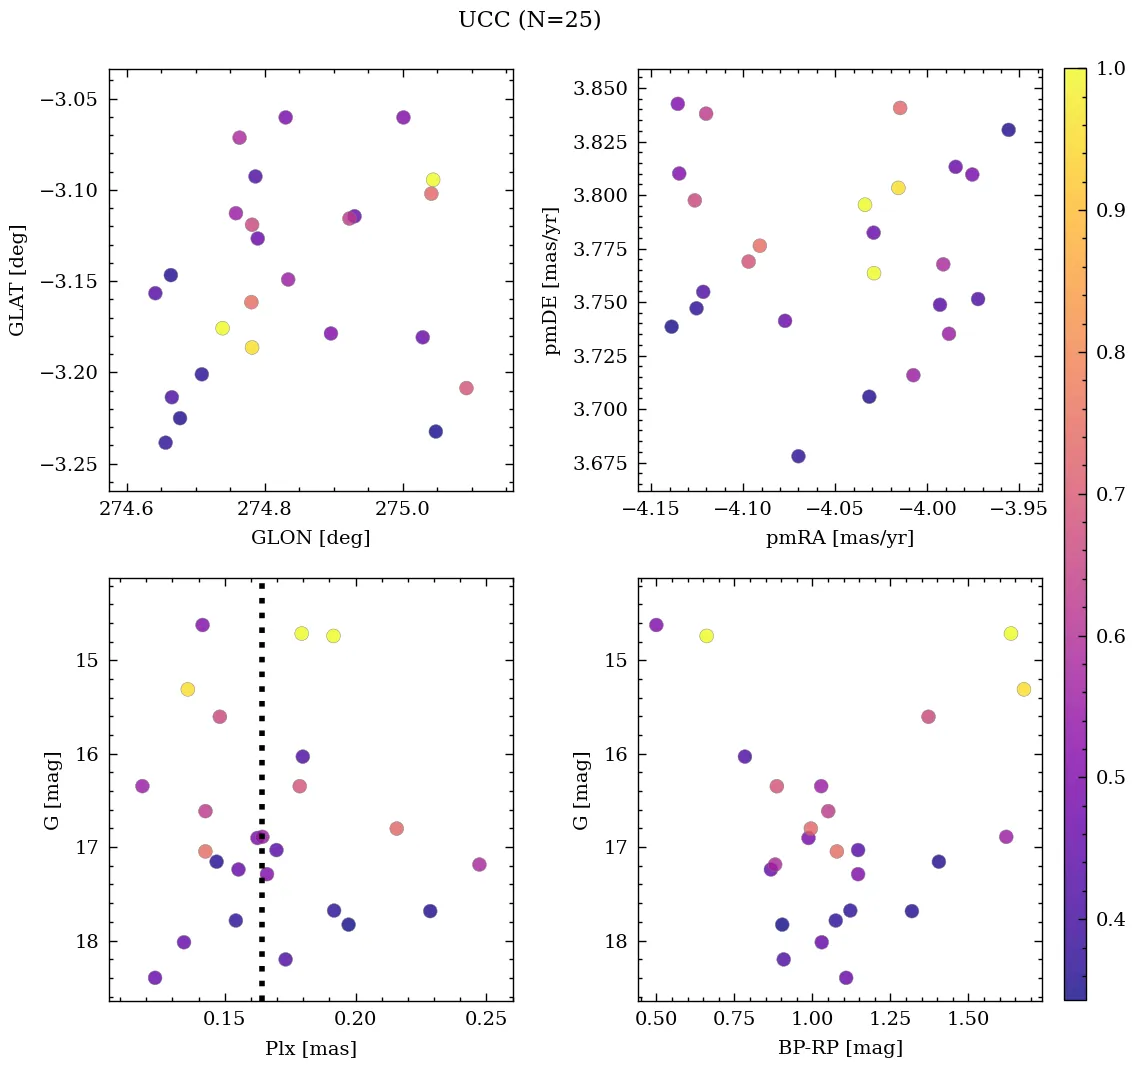 UCC (N=25)
−3.05
−3.10
−3.15
−3.20
−3.25
GLAT [deg]
274.6 274.8 275.0
GLON [deg]
3.850
3.825
3.800
3.775
3.750
3.725
3.700
3.675
pmDE [mas/yr]
−4.15 −4.10 −4.05 −4.00 −3.95
pmRA [mas/yr]
1.0
0.9
0.8
0.7
0.6
0.5
0.4
15
16
17
18
G [mag]
0.15 0.20 0.25
Plx [mas]
15
16
17
18
G [mag]
0.50 0.75 1.00 1.25 1.50
BP-RP [mag]